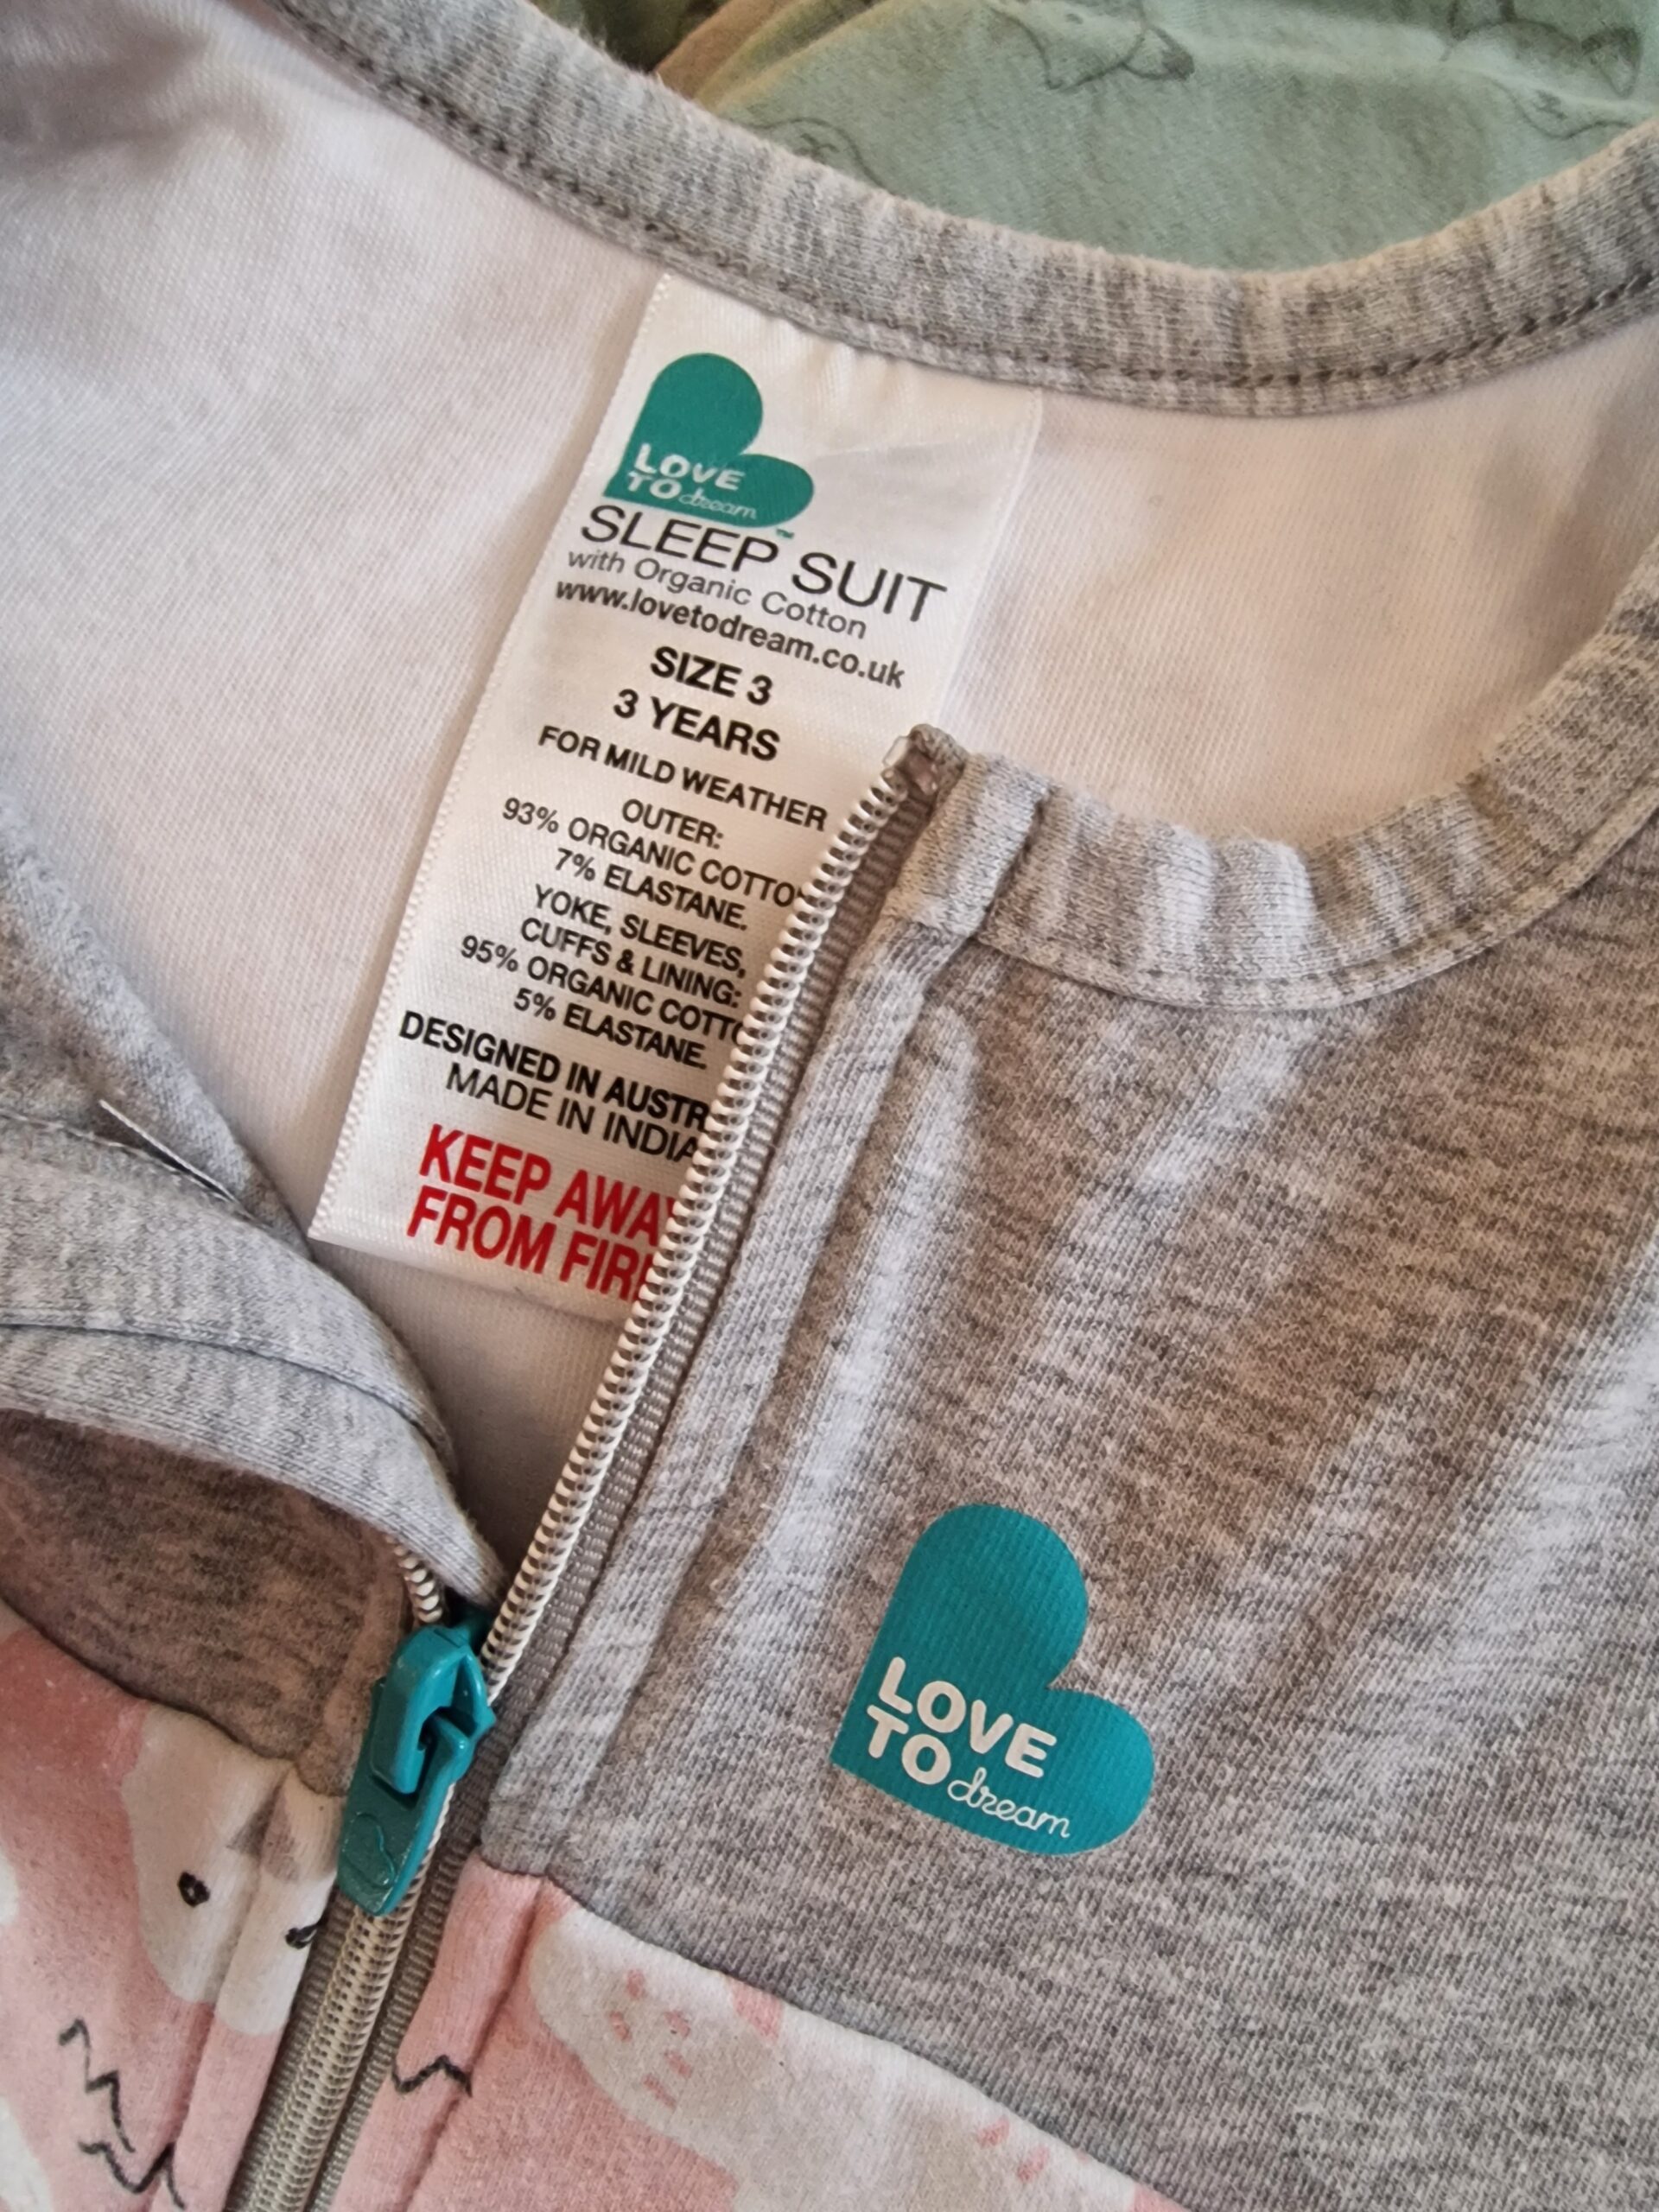 LOVE
TO dream™
SLEEP SUIT
with Organic Cotton
www.lovetodream.co.uk
SIZE 3
3 YEARS
FOR MILD WEATHER
OUTER:
93% ORGANIC COTTO
7% ELASTANE.
YOKE, SLEEVES,
CUFFS & LINING:
95% ORGANIC COTTO
5% ELASTANE.
DESIGNED IN AUSTR
MADE IN INDIA
KEEP AWAY
FROM FIRE
LOVE
TO dream